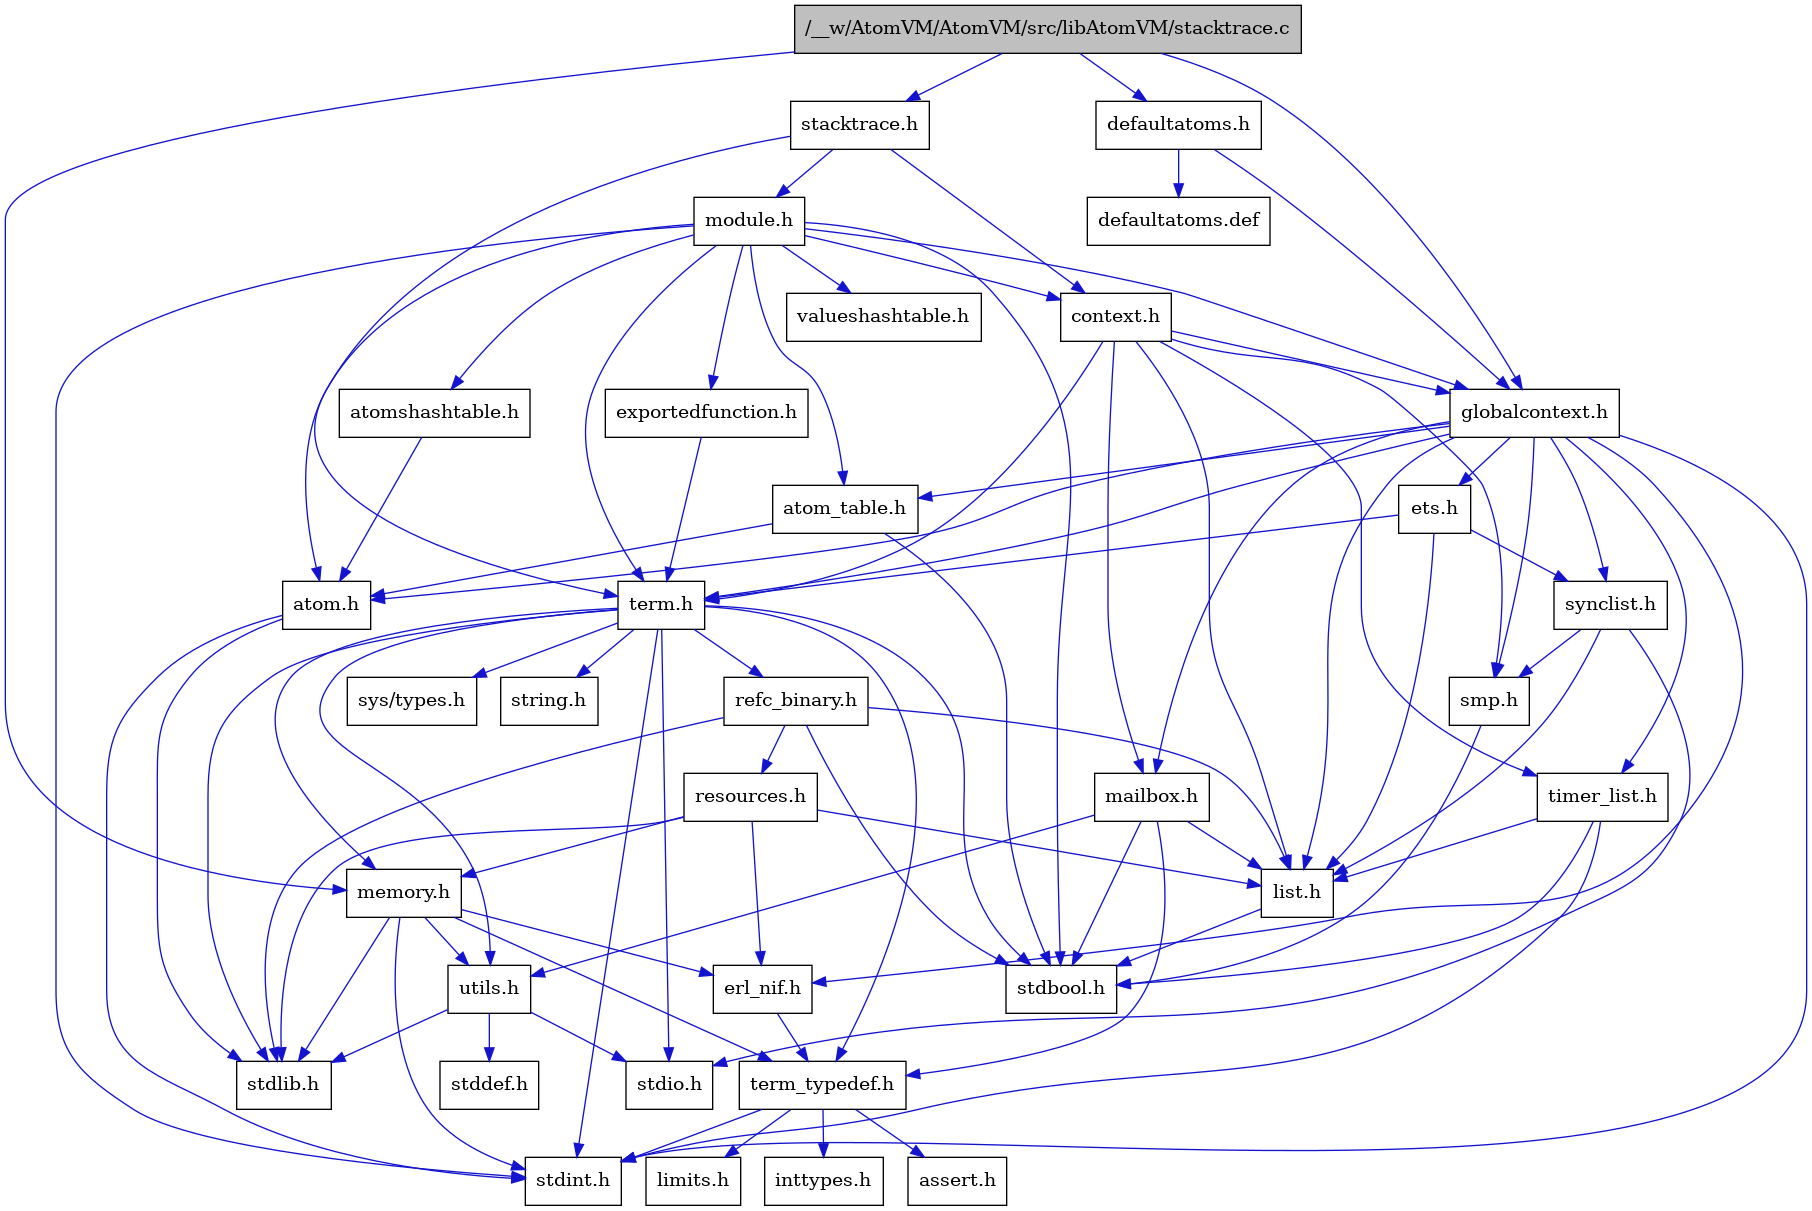 /__w/AtomVM/AtomVM/src/libAtomVM/stacktrace.c
stacktrace.h
defaultatoms.h
module.h
defaultatoms.def
valueshashtable.h
context.h
atomshashtable.h
exportedfunction.h
globalcontext.h
atom_table.h
ets.h
atom.h
term.h
synclist.h
sys/types.h
string.h
refc_binary.h
smp.h
resources.h
mailbox.h
timer_list.h
memory.h
list.h
utils.h
erl_nif.h
stdbool.h
stdlib.h
stddef.h
stdio.h
term_typedef.h
stdint.h
limits.h
inttypes.h
assert.h